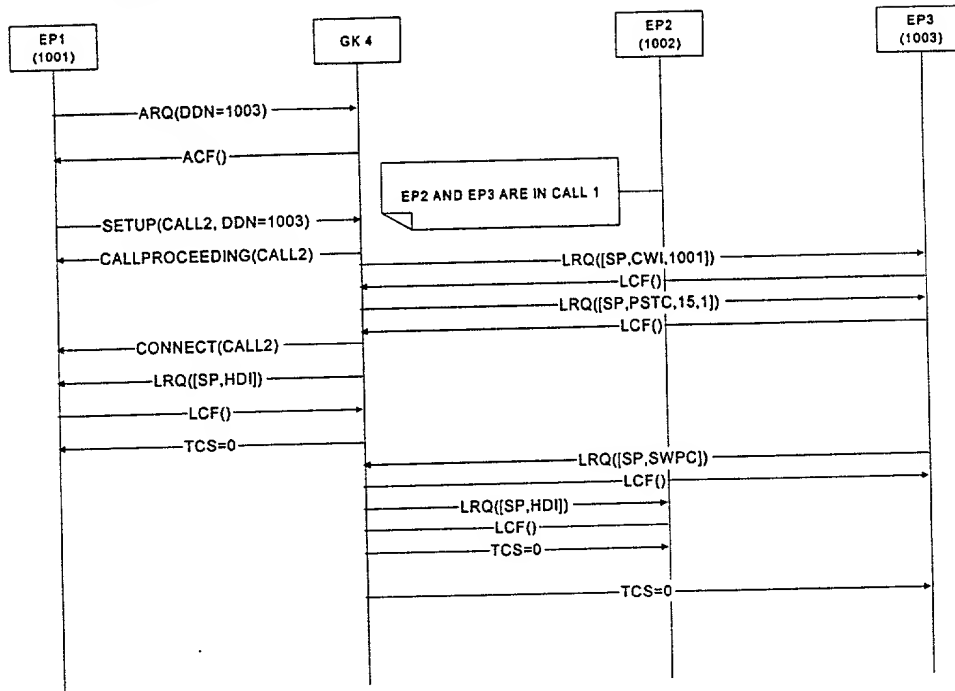 EP1
(1001)
GK 4
EP2
(1002)
EP3
(1003)
ARQ(DDN=1003)
ACF()
EP2 AND EP3 ARE IN CALL 1
SETUP(CALL2, DDN=1003)
CALLPROCEEDING(CALL2)
LRQ([SP,CWI,1001])
LCF()
LRQ([SP,PSTC,15,1])
LCF()
CONNECT(CALL2)
LRQ([SP,HDI])
LCF()
TCS=0
LRQ([SP,SWPC])
LCF()
LRQ([SP,HDI])
LCF()
TCS=0
TCS=0